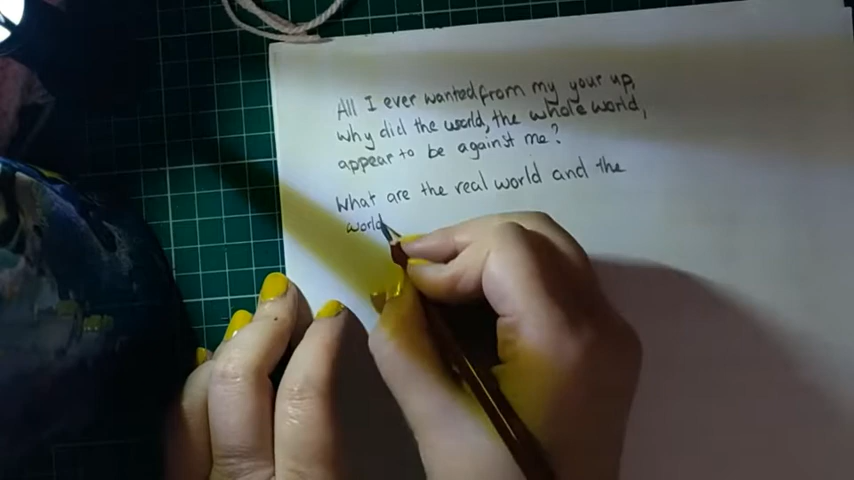 All I ever wanted from my your up,
why did the world, the whole world,
appear to be against me?
What are the real world and the
world